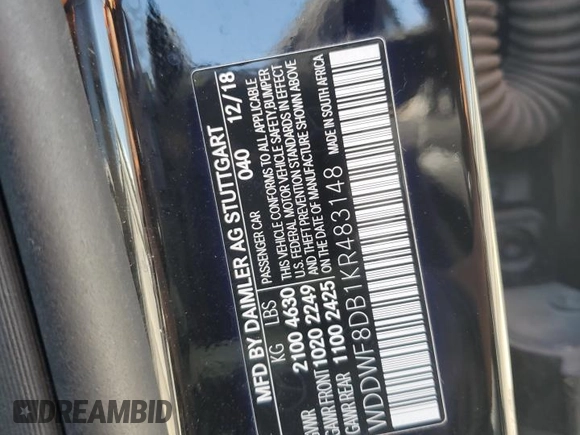 MFD BY DAIMLER AG STUTTGART
040 12/18
PASSENGER CAR
KG LBS
THIS VEHICLE CONFORMS TO ALL APPLICABLE
U.S. FEDERAL MOTOR VEHICLE SAFETY, BUMPER
AND THEFT PREVENTION STANDARDS IN EFFECT
ON THE DATE OF MANUFACTURE SHOWN ABOVE
GVWR 2100 4630
GAWR FRONT 1020 2249
GAWR REAR 1100 2425
MADE IN SOUTH AFRICA
WDDWF8DB1KR483148
DREAMBID